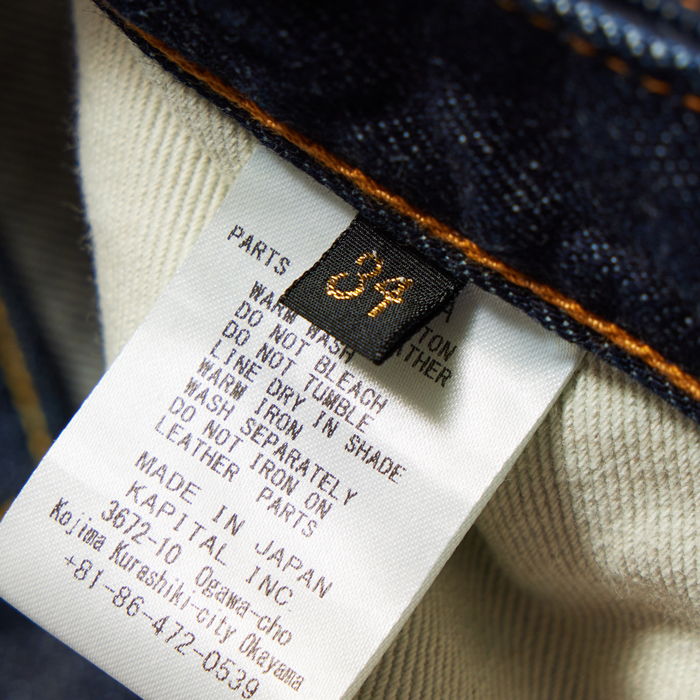 34
PARTS
WARM WASH
DO NOT BLEACH
DO NOT TUMBLE
LINE DRY IN SHADE
WARM IRON
WASH SEPARATELY
DO NOT IRON ON
LEATHER PARTS
MADE IN JAPAN
KAPITAL INC.
3672-10 Ogawa-cho
Kojima Kurashiki-city Okayama
+81-86-472-0539